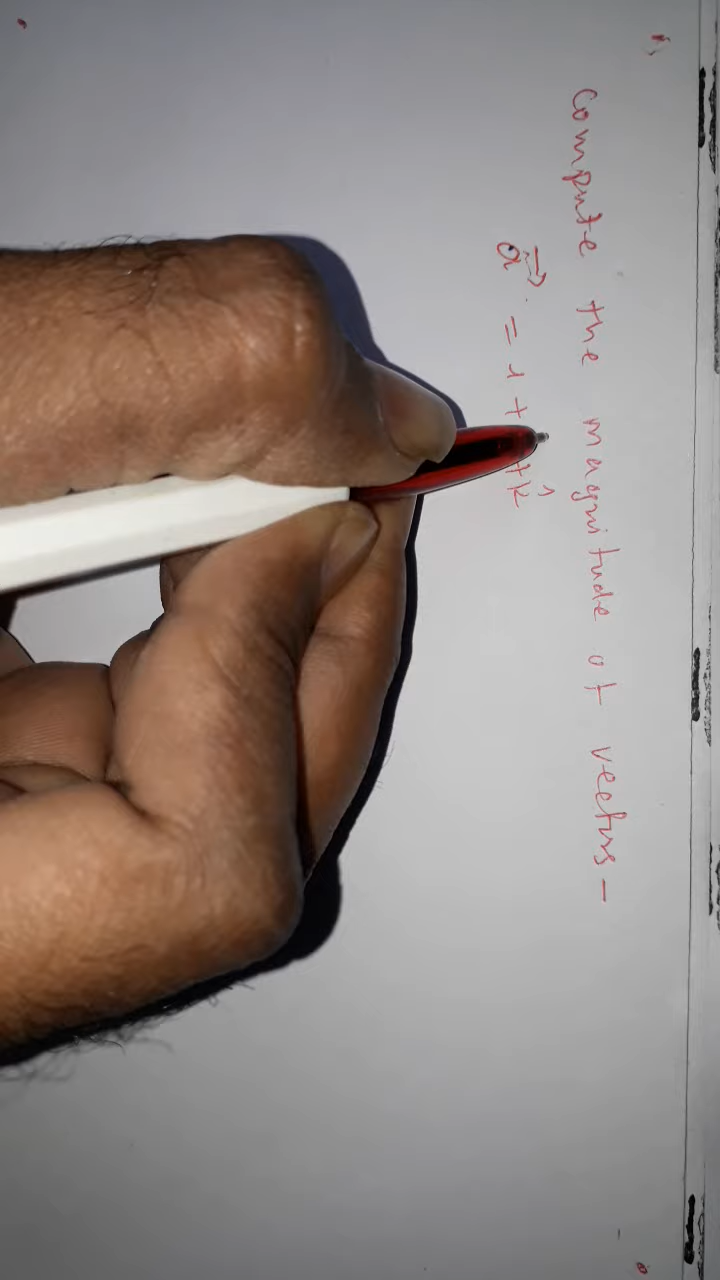 Compute the magnitude of vectors –
a⃗ = i + + k̂